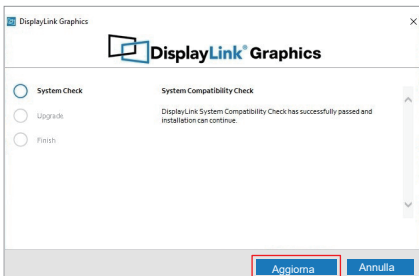 DisplayLink Graphics
DisplayLink® Graphics
System Check
Upgrade
Finish
System Compatibility Check
DisplayLink System Compatibility Check has successfully passed and
installation can continue.
Aggiorna
Annulla